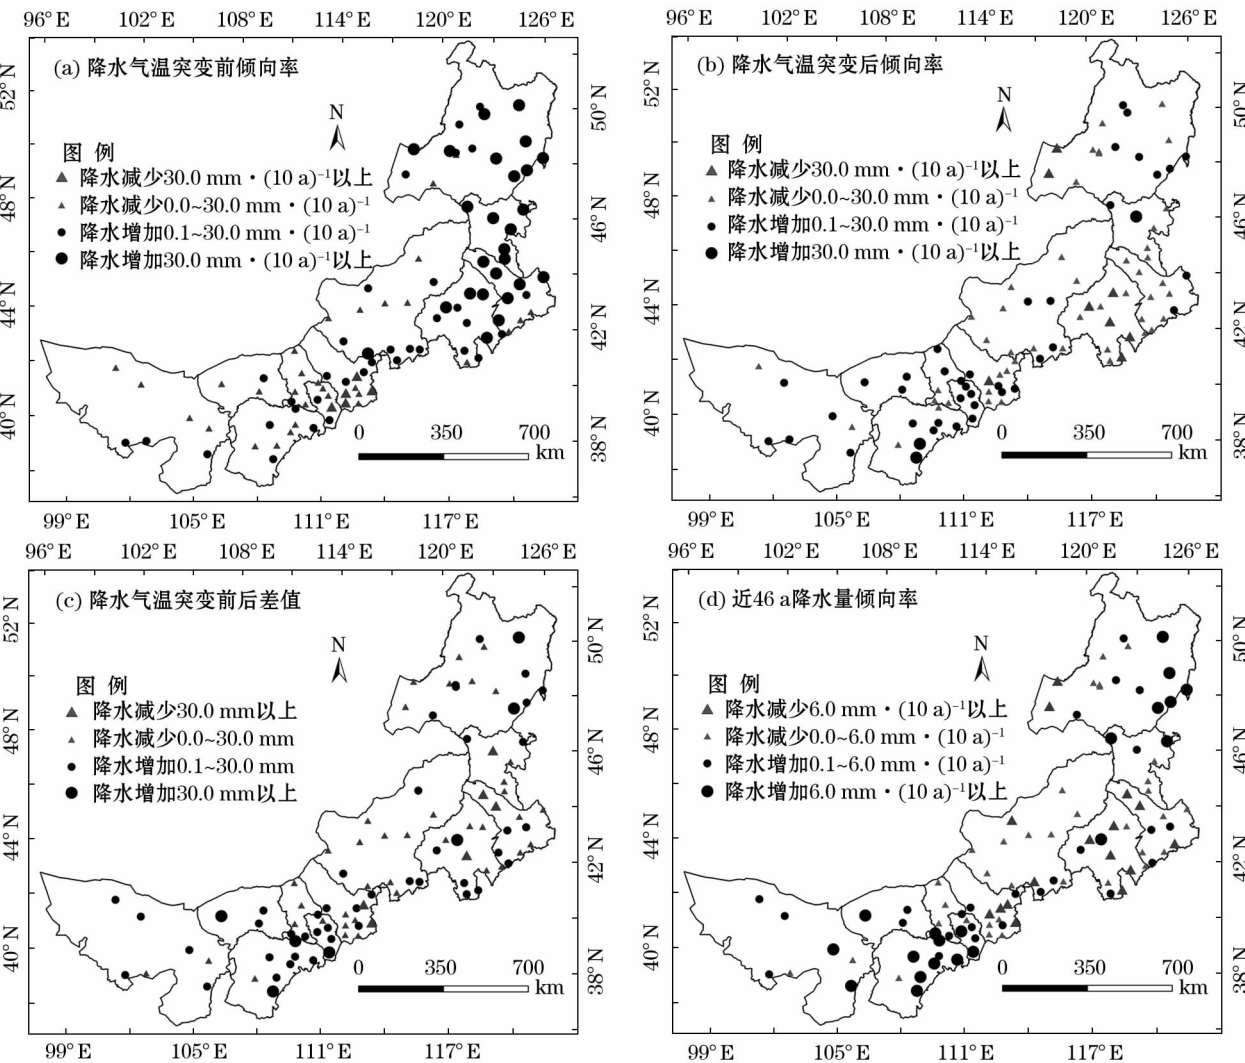 96° E 102° E 108° E 114° E 120° E 126° E
(a) 降水气温突变前倾向率
N
图 例
降水减少30.0 mm·(10 a)⁻¹以上
降水减少0.0~30.0 mm·(10 a)⁻¹
降水增加0.1~30.0 mm·(10 a)⁻¹
降水增加30.0 mm·(10 a)⁻¹以上
52° N
48° N
44° N
40° N
50° N
46° N
42° N
38° N
0 350 700
km
99° E 105° E 111° E 117° E
96° E 102° E 108° E 114° E 120° E 126° E
(b) 降水气温突变后倾向率
N
图 例
降水减少30.0 mm·(10 a)⁻¹以上
降水减少0.0~30.0 mm·(10 a)⁻¹
降水增加0.1~30.0 mm·(10 a)⁻¹
降水增加30.0 mm·(10 a)⁻¹以上
52° N
48° N
44° N
40° N
50° N
46° N
42° N
38° N
0 350 700
km
99° E 105° E 111° E 117° E
96° E 102° E 108° E 114° E 120° E 126° E
(c) 降水气温突变前后差值
N
图 例
降水减少30.0 mm以上
降水减少0.0~30.0 mm
降水增加0.1~30.0 mm
降水增加30.0 mm以上
52° N
48° N
44° N
40° N
50° N
46° N
42° N
38° N
0 350 700
km
99° E 105° E 111° E 117° E
96° E 102° E 108° E 114° E 120° E 126° E
(d) 近46 a降水量倾向率
N
图 例
降水减少6.0 mm·(10 a)⁻¹以上
降水减少0.0~6.0 mm·(10 a)⁻¹
降水增加0.1~6.0 mm·(10 a)⁻¹
降水增加6.0 mm·(10 a)⁻¹以上
52° N
48° N
44° N
40° N
50° N
46° N
42° N
38° N
0 350 700
km
99° E 105° E 111° E 117° E